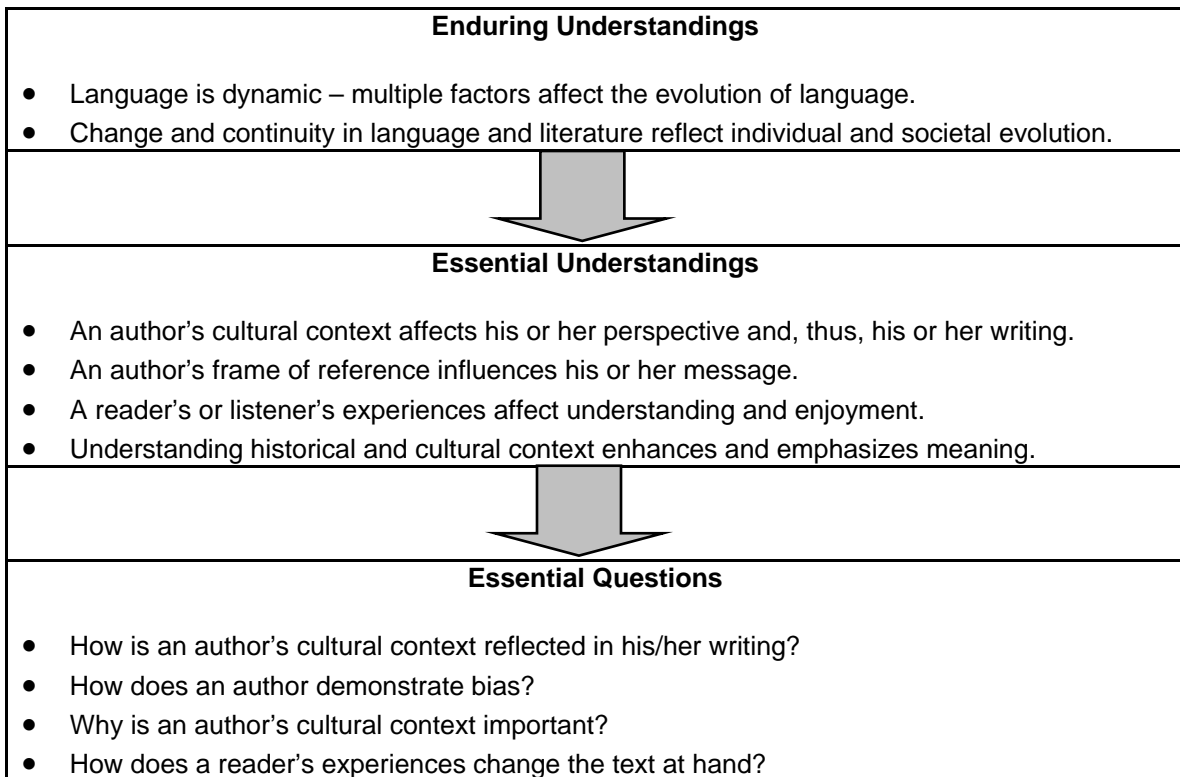 Enduring Understandings
• Language is dynamic – multiple factors affect the evolution of language.
• Change and continuity in language and literature reflect individual and societal evolution.
Essential Understandings
• An author’s cultural context affects his or her perspective and, thus, his or her writing.
• An author’s frame of reference influences his or her message.
• A reader’s or listener’s experiences affect understanding and enjoyment.
• Understanding historical and cultural context enhances and emphasizes meaning.
Essential Questions
• How is an author’s cultural context reflected in his/her writing?
• How does an author demonstrate bias?
• Why is an author’s cultural context important?
• How does a reader’s experiences change the text at hand?